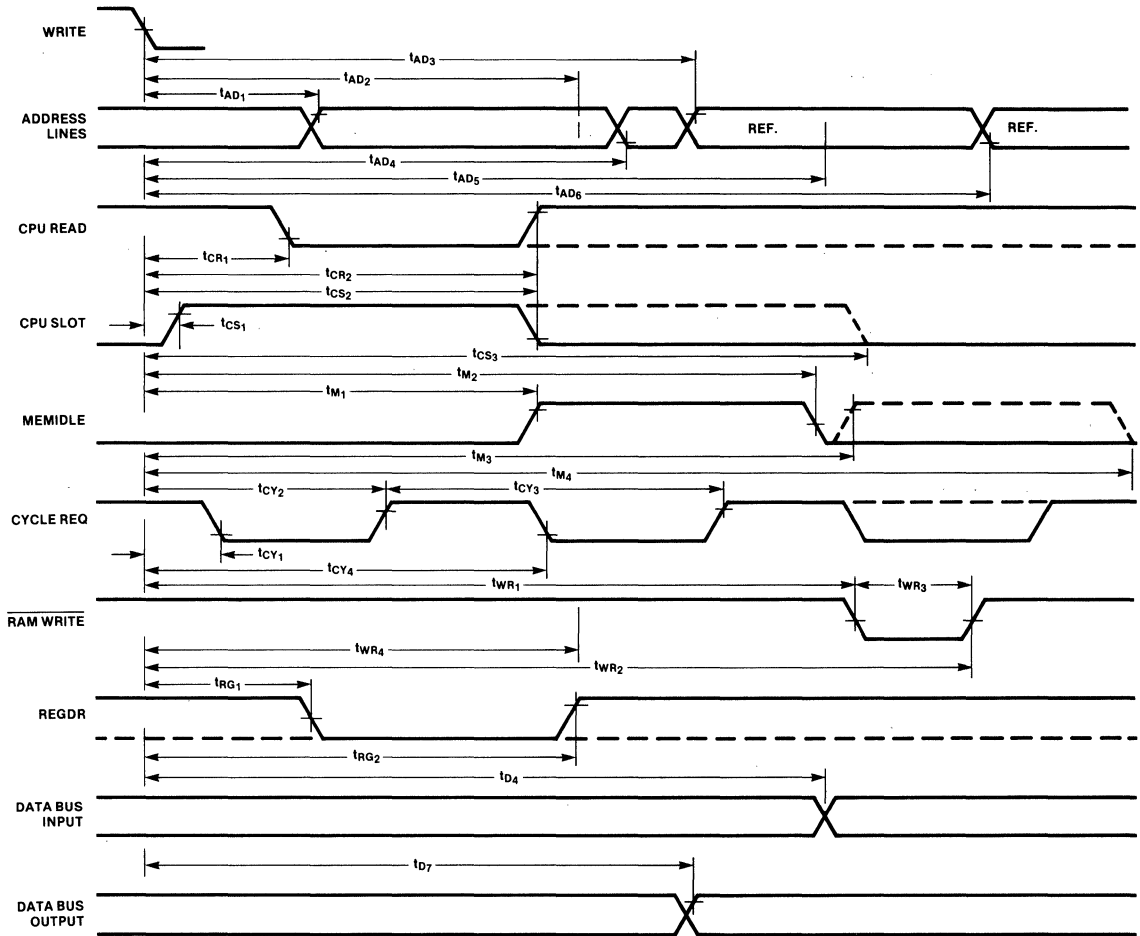 WRITE
tAD3
tAD2
tAD1
ADDRESS
LINES
REF.
REF.
tAD4
tAD5
tAD6
CPU READ
tCR1
tCR2
tCS2
CPU SLOT
tCS1
tCS3
tM2
tM1
MEMIDLE
tM3
tM4
tCY2
tCY3
CYCLE REQ
tCY1
tCY4
tWR1
tWR3
RAM WRITE
tWR4
tWR2
tRG1
REGDR
tRG2
tD4
DATA BUS
INPUT
tD7
DATA BUS
OUTPUT